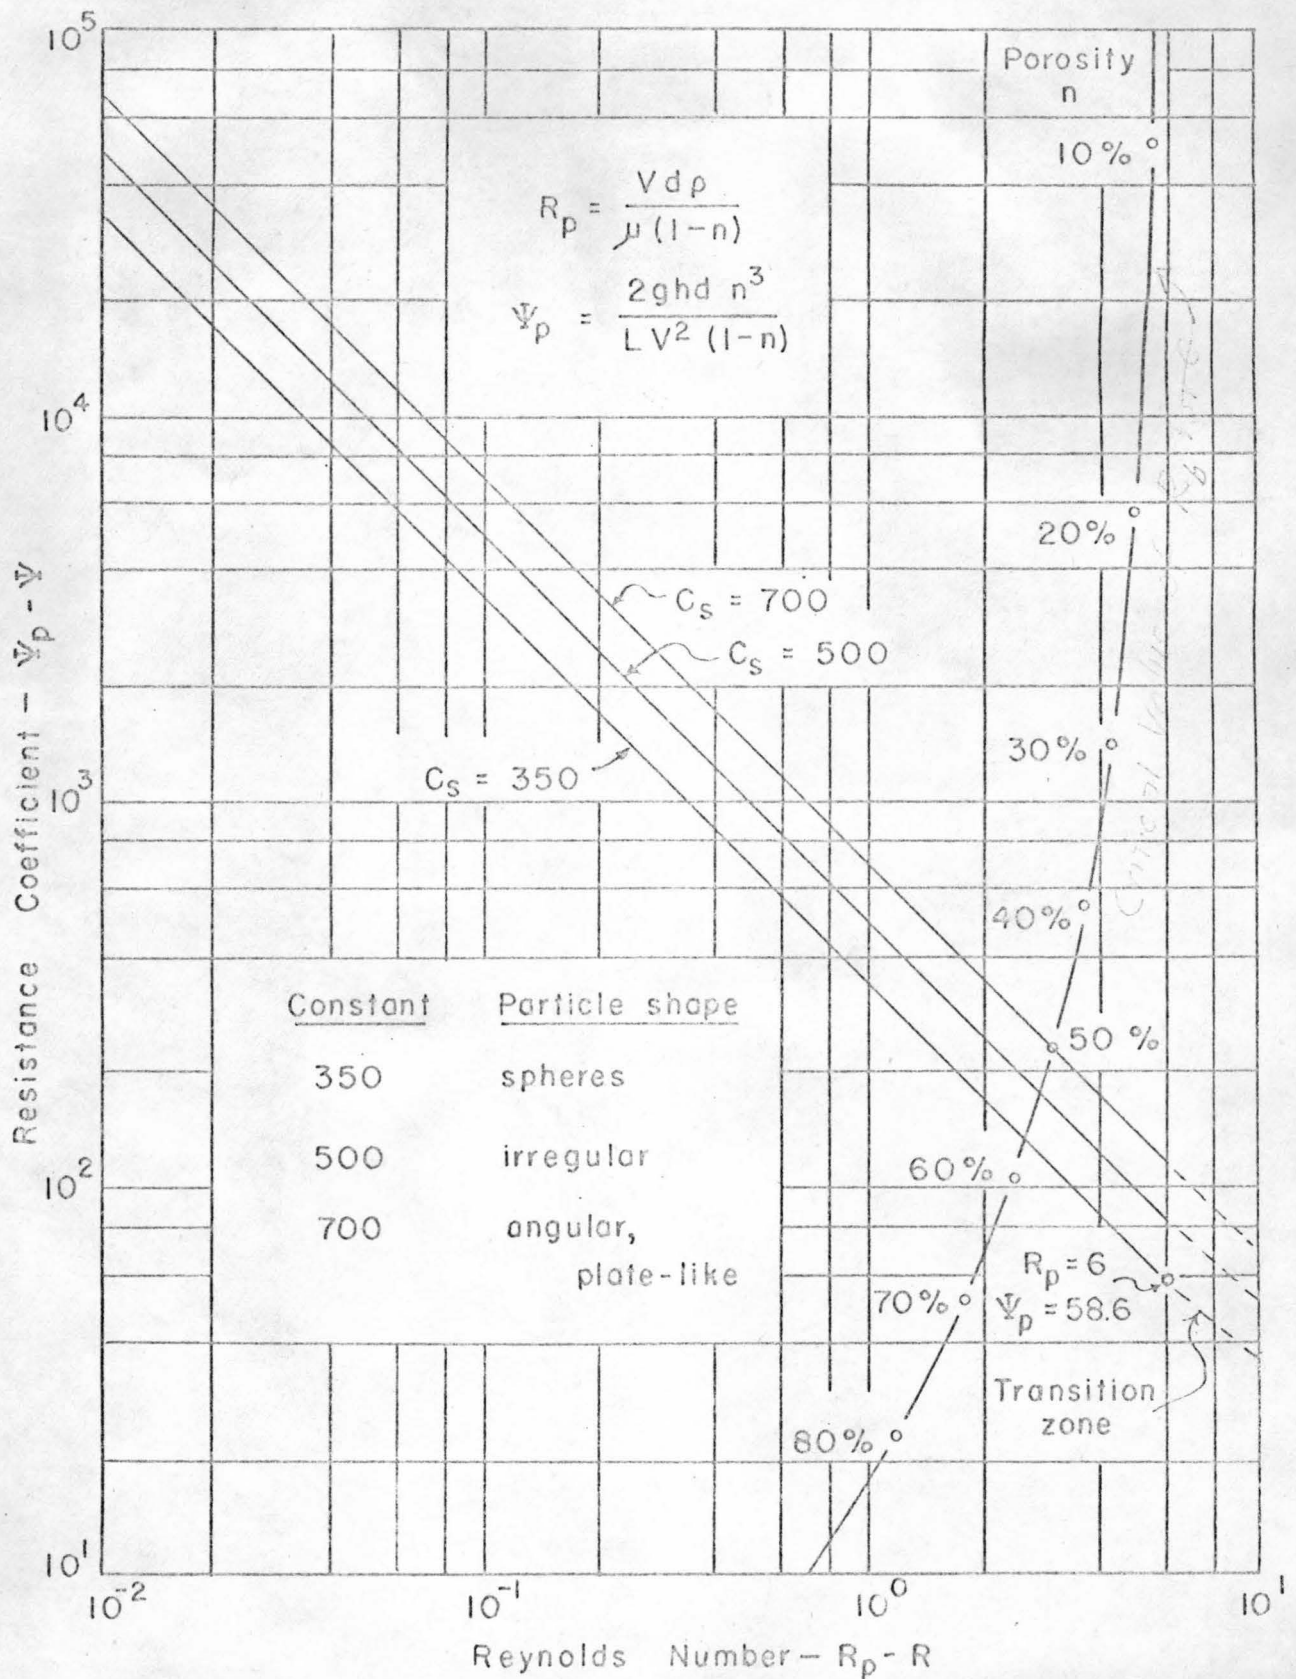 10^5
Porosity
n
10%
R_p = Vdρ / μ(1-n)
Ψ_p = 2ghd n^3 / LV^2 (1-n)
10^4
20%
C_s = 700
C_s = 500
30%
C_s = 350
10^3
40%
Resistance Coefficient — Ψ_p - Ψ
Constant Particle shape
50 %
350 spheres
500 irregular
60%
10^2
700 angular,
plate-like
R_p = 6
70%
Ψ_p = 58.6
Transition
zone
80%
10^1
10^-2 10^-1 10^0 10^1
Reynolds Number — R_p - R